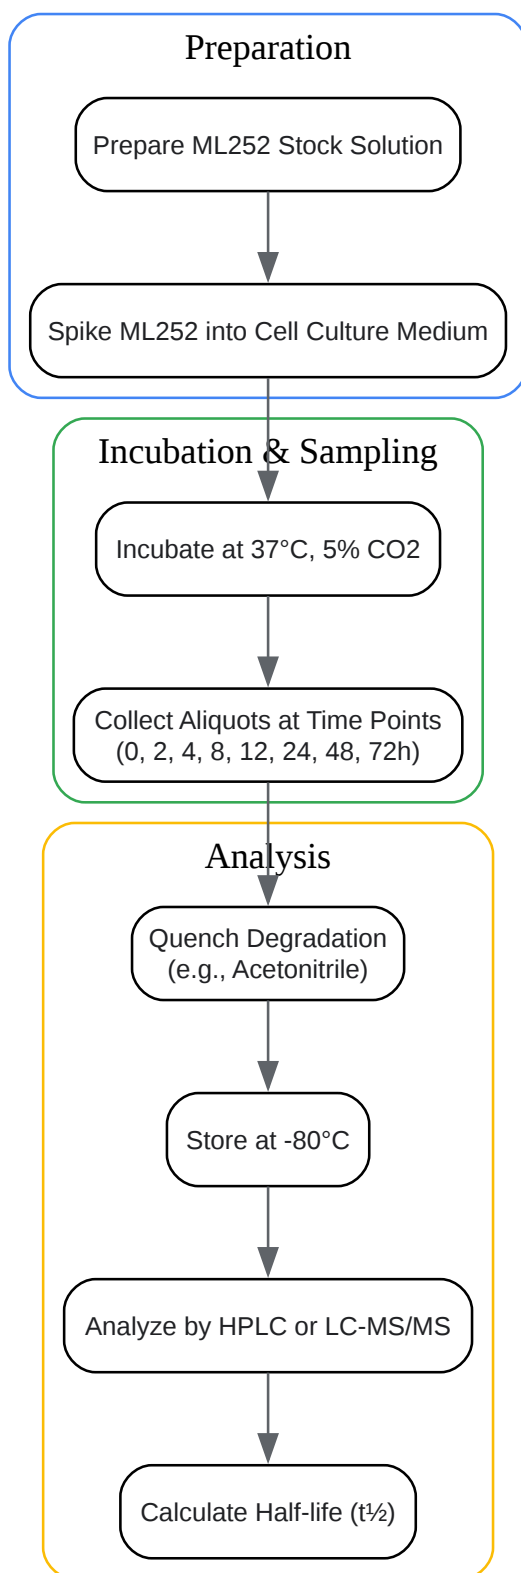 Preparation
Prepare ML252 Stock Solution
Spike ML252 into Cell Culture Medium
Incubation & Sampling
Incubate at 37°C, 5% CO2
Collect Aliquots at Time Points
(0, 2, 4, 8, 12, 24, 48, 72h)
Analysis
Quench Degradation
(e.g., Acetonitrile)
Store at -80°C
Analyze by HPLC or LC-MS/MS
Calculate Half-life (t½)